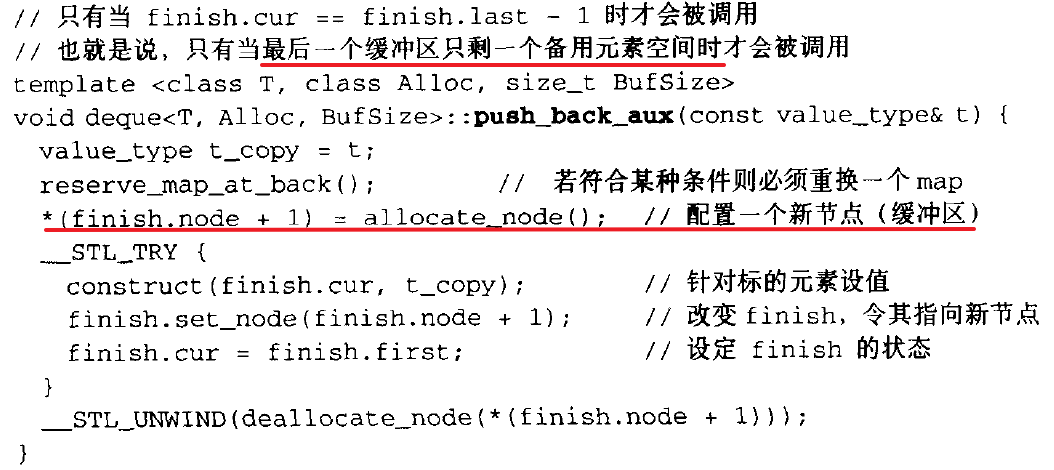 // 只有当 finish.cur == finish.last - 1 时才会被调用
// 也就是说，只有当最后一个缓冲区只剩一个备用元素空间时才会被调用
template <class T, class Alloc, size_t BufSize>
void deque<T, Alloc, BufSize>::push_back_aux(const value_type& t) {
  value_type t_copy = t;
  reserve_map_at_back();          // 若符合某种条件则必须重换一个 map
  *(finish.node + 1) = allocate_node();  // 配置一个新节点（缓冲区）
  __STL_TRY {
    construct(finish.cur, t_copy);        // 针对标的元素设值
    finish.set_node(finish.node + 1);     // 改变 finish，令其指向新节点
    finish.cur = finish.first;            // 设定 finish 的状态
  }
  __STL_UNWIND(deallocate_node(*(finish.node + 1)));
}